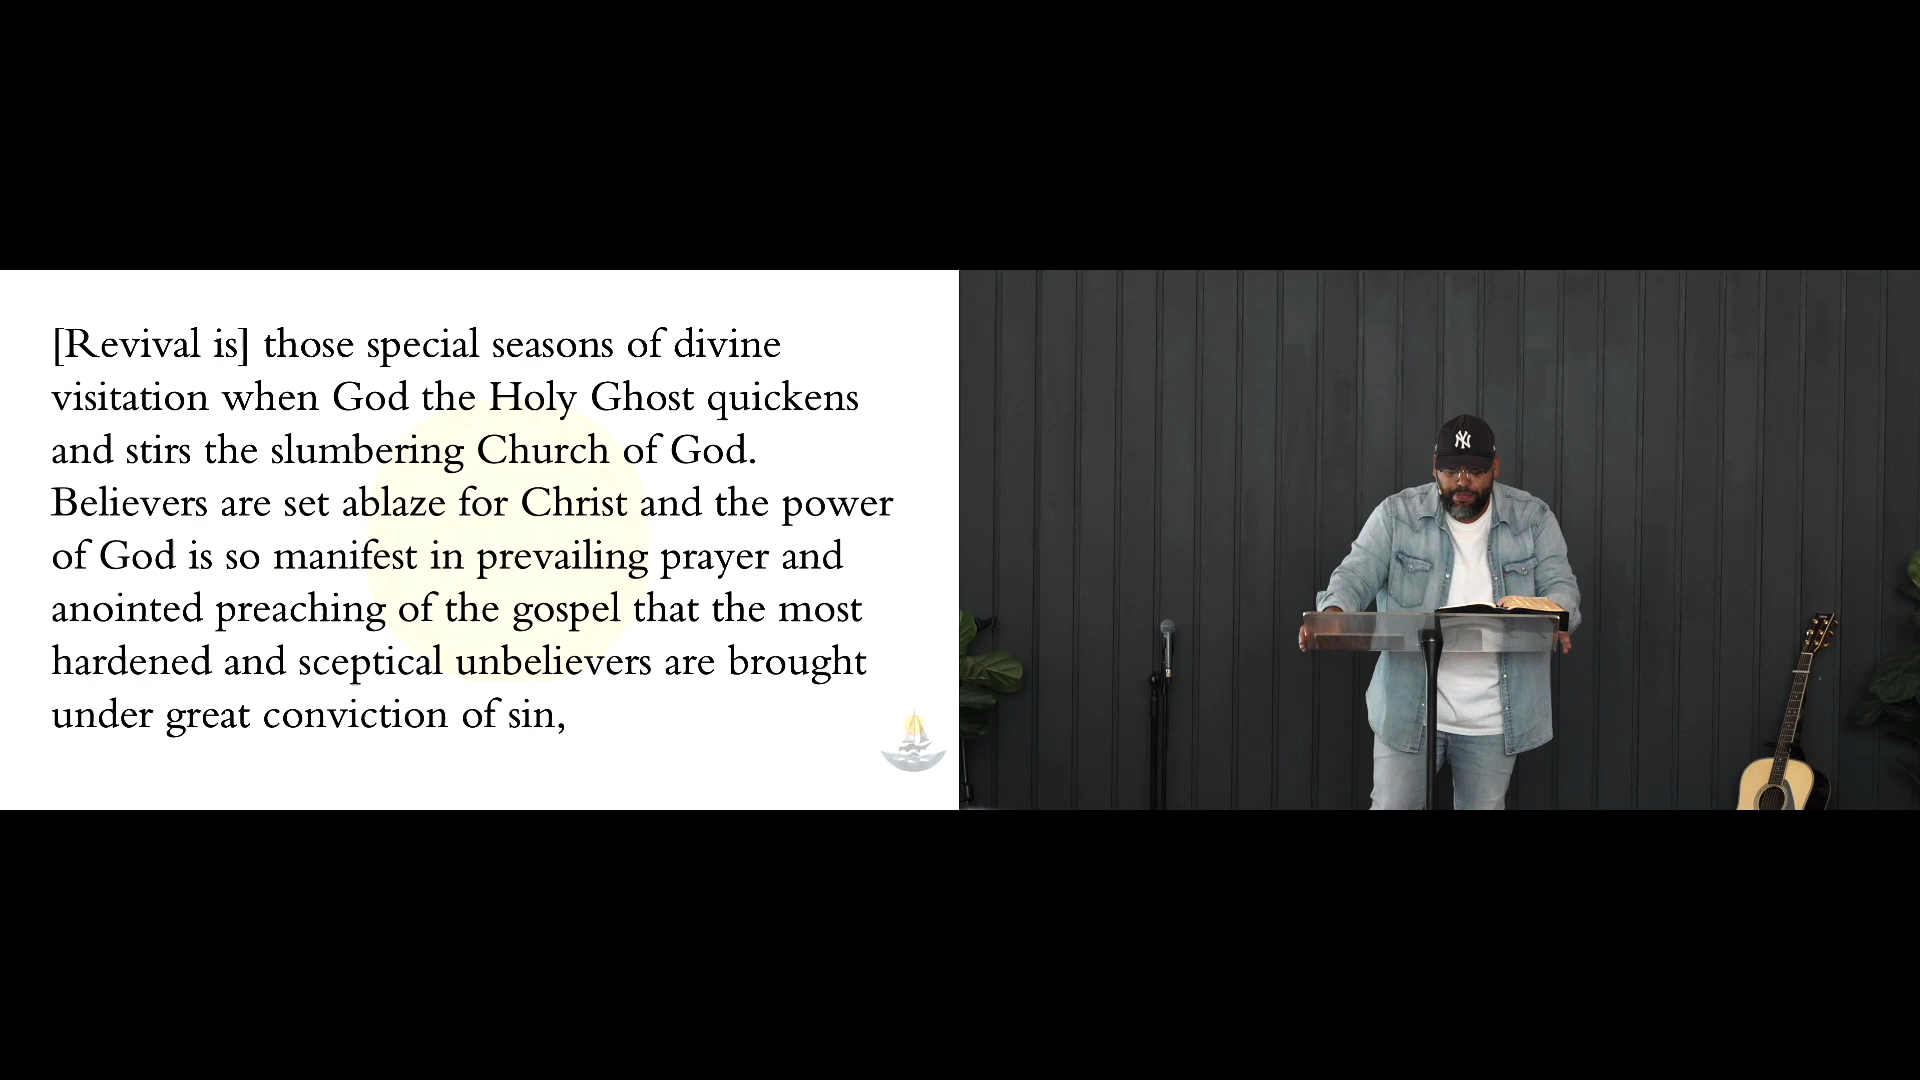 [Revival is] those special seasons of divine
visitation when God the Holy Ghost quickens
and stirs the slumbering Church of God.
Believers are set ablaze for Christ and the power
of God is so manifest in prevailing prayer and
anointed preaching of the gospel that the most
hardened and sceptical unbelievers are brought
under great conviction of sin,
NY